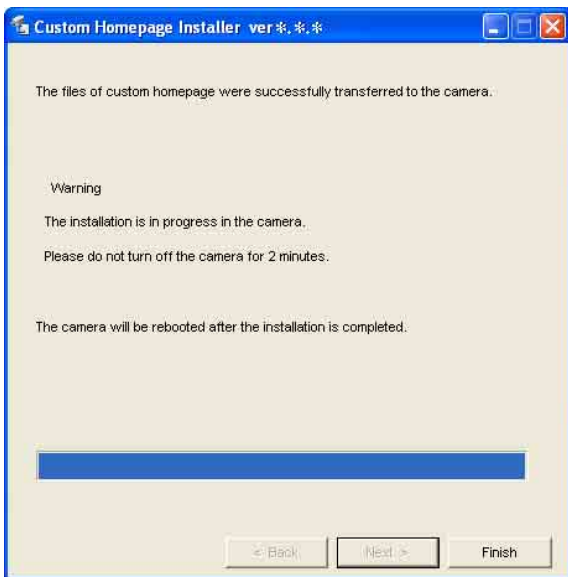 Custom Homepage Installer ver*.*.*
The files of custom homepage were successfully transferred to the camera.
Warning
The installation is in progress in the camera.
Please do not turn off the camera for 2 minutes.
The camera will be rebooted after the installation is completed.
< Back
Next >
Finish